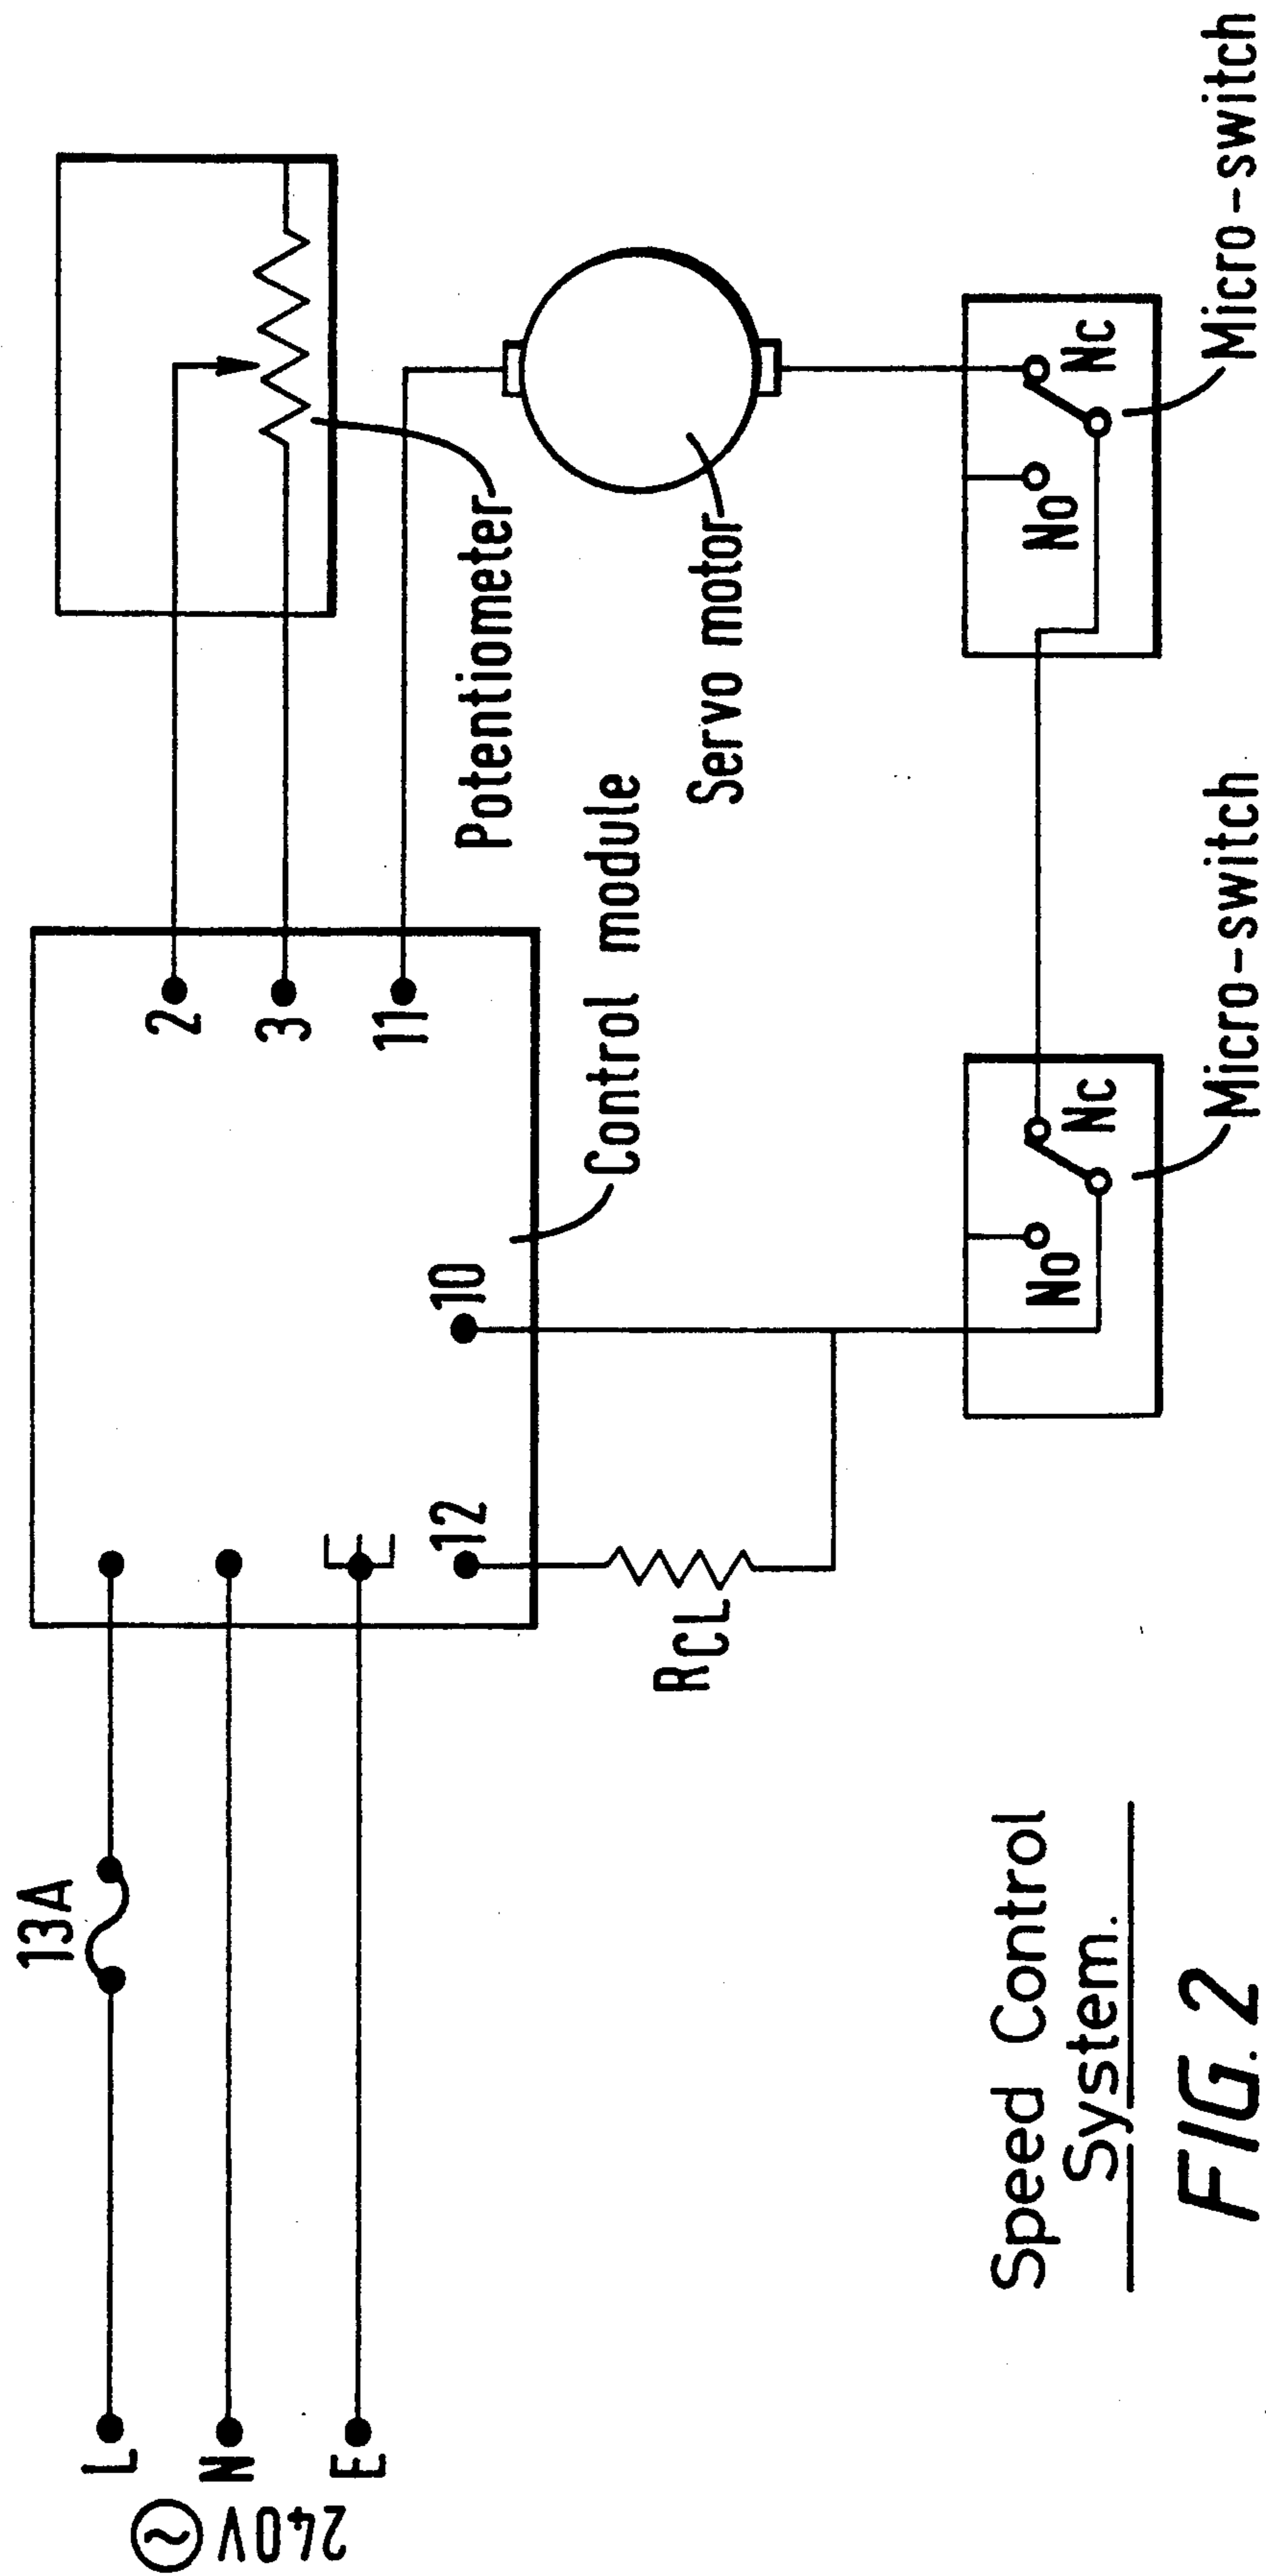 240V
L
N
E
13A
12
10
2
3
11
RCL
Control module
Potentiometer
Servo motor
No
Nc
Micro-switch
No
Nc
Micro-switch
Speed Control
System.
FIG. 2